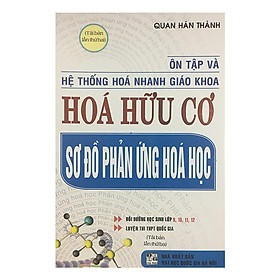 QUAN HÁN THÀNH
(Tái bản
lần thứ hai)
ÔN TẬP VÀ
HỆ THỐNG HOÁ NHANH GIÁO KHOA
HOÁ HỮU CƠ
SƠ ĐỒ PHẢN ỨNG HOÁ HỌC
BỒI DƯỠNG HỌC SINH LỚP 9, 10, 11, 12
LUYỆN THI THPT QUỐC GIA
(Tái bản
lần thứ hai)
NHÀ XUẤT BẢN
ĐẠI HỌC QUỐC GIA HÀ NỘI